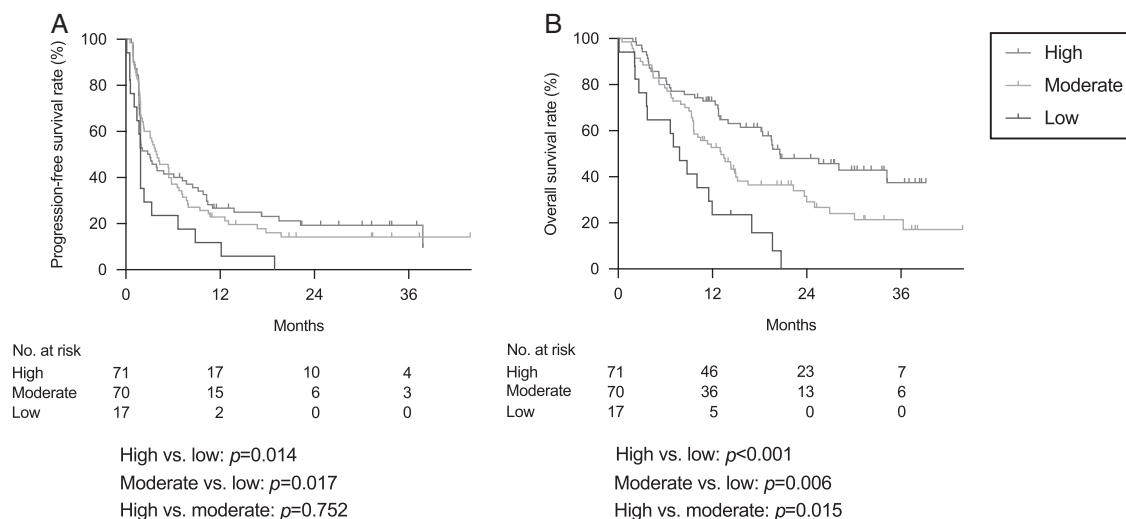 A
Progression-free survival rate (%)
100
80
60
40
20
0
0 12 24 36
Months
No. at risk
High 71 17 10 4
Moderate 70 15 6 3
Low 17 2 0 0
High vs. low: p=0.014
Moderate vs. low: p=0.017
High vs. moderate: p=0.752
B
Overall survival rate (%)
100
80
60
40
20
0
0 12 24 36
Months
No. at risk
High 71 46 23 7
Moderate 70 36 13 6
Low 17 5 0 0
High vs. low: p<0.001
Moderate vs. low: p=0.006
High vs. moderate: p=0.015
High
Moderate
Low